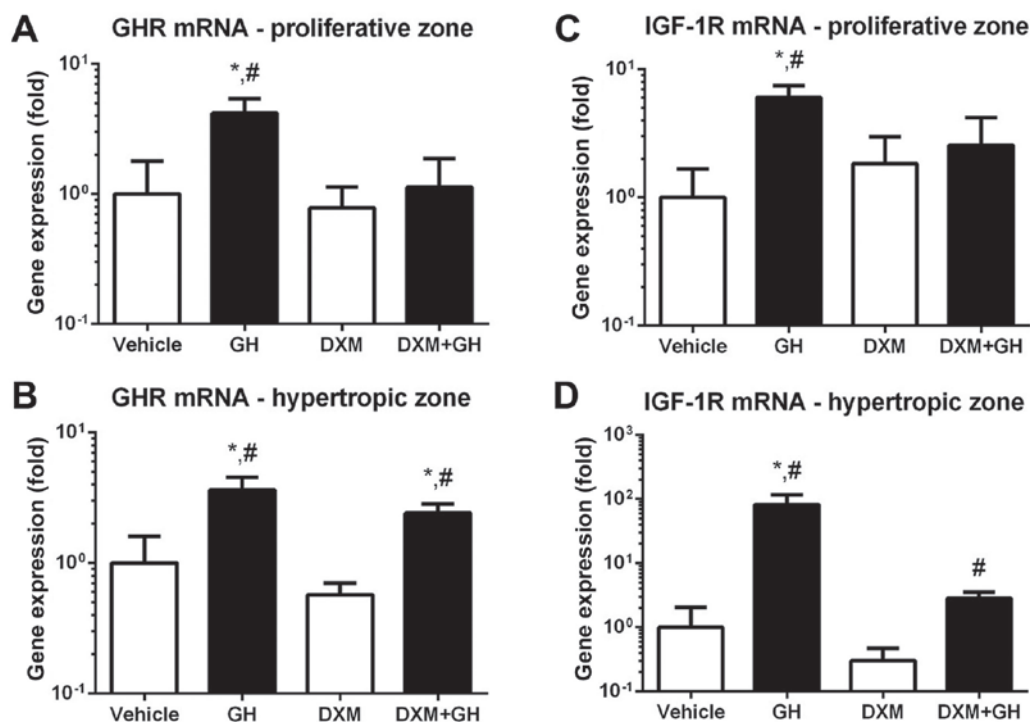 A
GHR mRNA - proliferative zone
Gene expression (fold)
10¹
10⁰
10⁻¹
*,#
Vehicle GH DXM DXM+GH
C
IGF-1R mRNA - proliferative zone
Gene expression (fold)
10¹
10⁰
10⁻¹
*,#
Vehicle GH DXM DXM+GH
B
GHR mRNA - hypertropic zone
Gene expression (fold)
10¹
10⁰
10⁻¹
*,#
*,#
Vehicle GH DXM DXM+GH
D
IGF-1R mRNA - hypertropic zone
Gene expression (fold)
10³
10²
10¹
10⁰
10⁻¹
*,#
#
Vehicle GH DXM DXM+GH